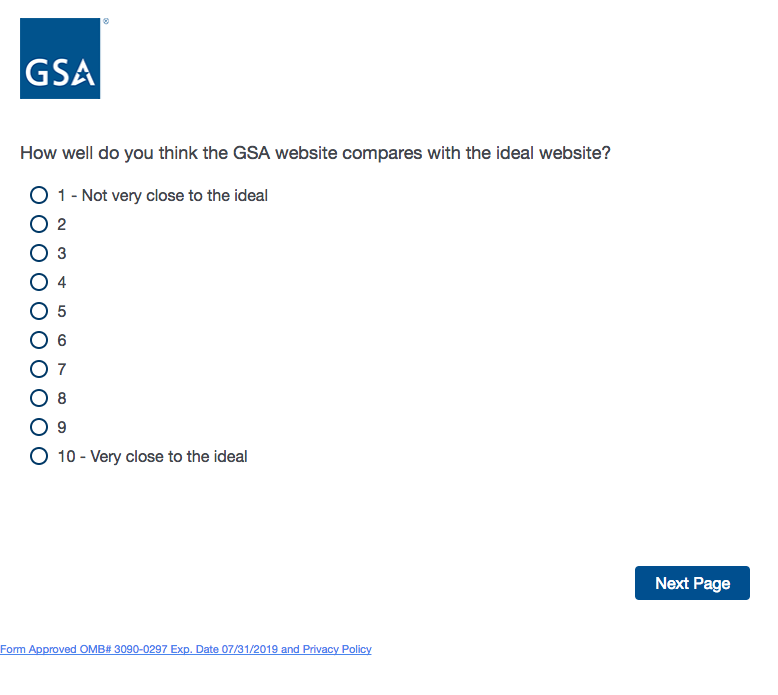 ®
GSA
How well do you think the GSA website compares with the ideal website?
1 - Not very close to the ideal
2
3
4
5
6
7
8
9
10 - Very close to the ideal
Next Page
Form Approved OMB# 3090-0297 Exp. Date 07/31/2019 and Privacy Policy